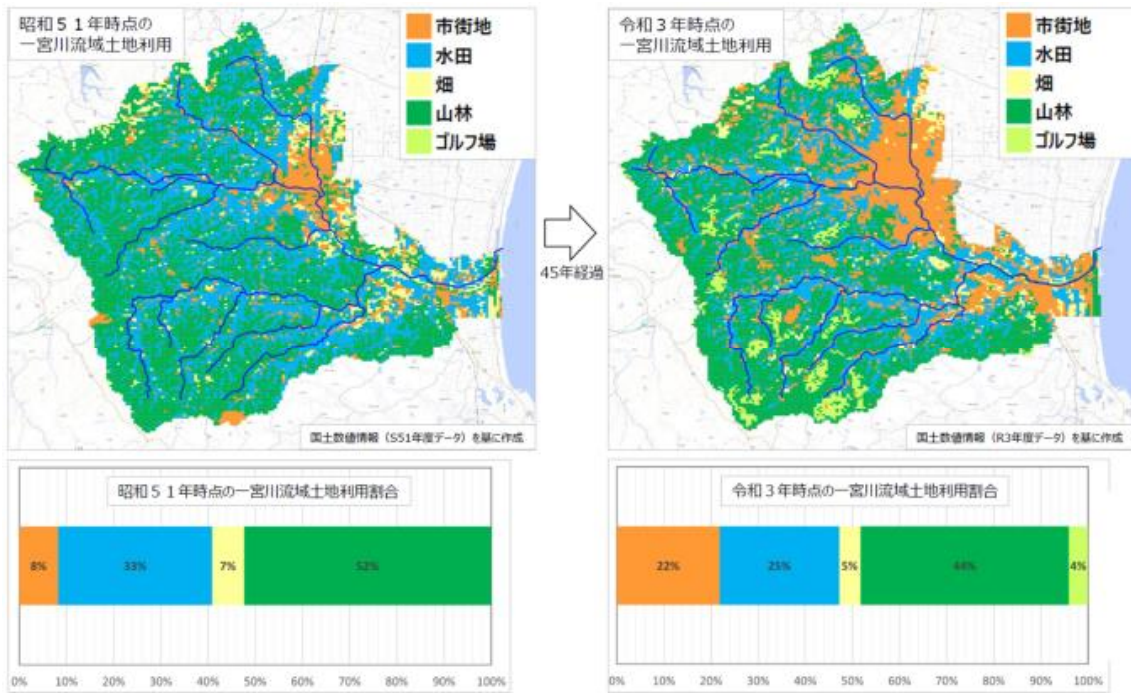 昭和５１年時点の
一宮川流域土地利用
市街地
水田
畑
山林
ゴルフ場
国土数値情報（S51年度データ）を基に作成
45年経過
令和３年時点の
一宮川流域土地利用
市街地
水田
畑
山林
ゴルフ場
国土数値情報（R3年度データ）を基に作成
昭和５１年時点の一宮川流域土地利用割合
8% 33% 7% 52%
0% 10% 20% 30% 40% 50% 60% 70% 80% 90% 100%
令和３年時点の一宮川流域土地利用割合
22% 25% 5% 44% 4%
0% 10% 20% 30% 40% 50% 60% 70% 80% 90% 100%